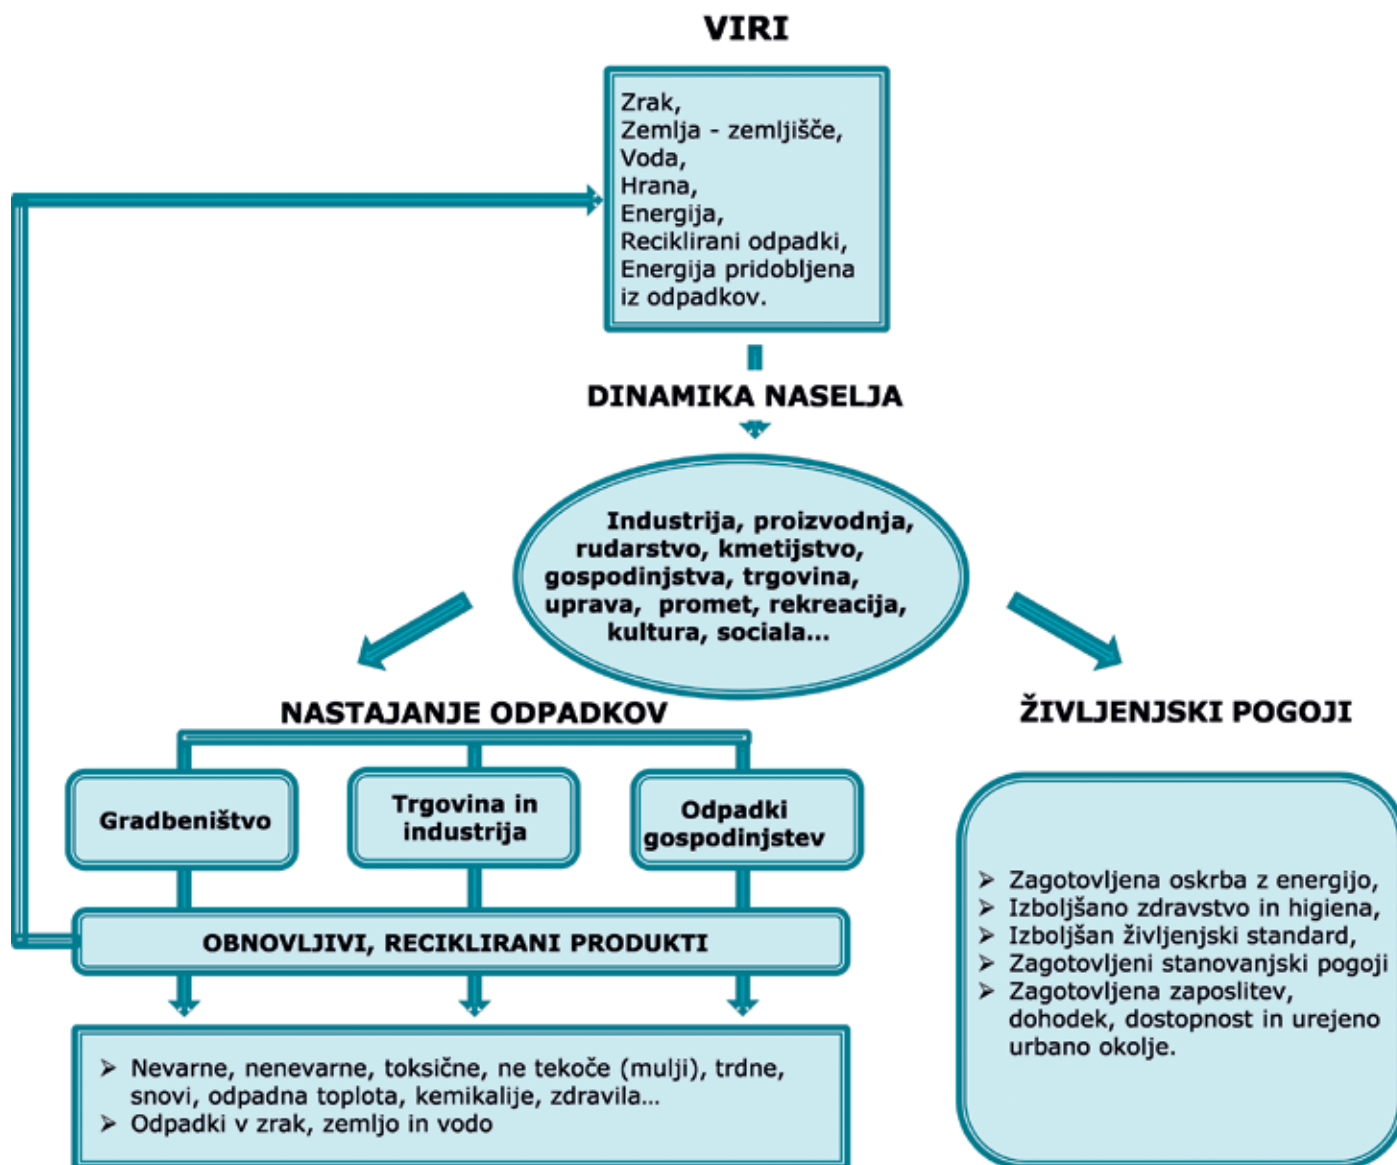 VIRI
Zrak,
Zemlja - zemljišče,
Voda,
Hrana,
Energija,
Reciklirani odpadki,
Energija pridobljena
iz odpadkov.
DINAMIKA NASELJA
Industrija, proizvodnja,
rudarstvo, kmetijstvo,
gospodinjstva, trgovina,
uprava, promet, rekreacija,
kultura, sociala...
NASTAJANJE ODPADKOV
Gradbeništvo
Trgovina in
industrija
Odpadki
gospodinjstev
OBNOVLJIVI, RECIKLIRANI PRODUKTI
➢ Nevarne, nenevarne, toksične, ne tekoče (mulji), trdne,
snovi, odpadna toplota, kemikalije, zdravila...
➢ Odpadki v zrak, zemljo in vodo
ŽIVLJENJSKI POGOJI
➢ Zagotovljena oskrba z energijo,
➢ Izboljšano zdravstvo in higiena,
➢ Izboljšan življenjski standard,
➢ Zagotovljeni stanovanjski pogoji
➢ Zagotovljena zaposlitev,
dohodek, dostopnost in urejeno
urbano okolje.